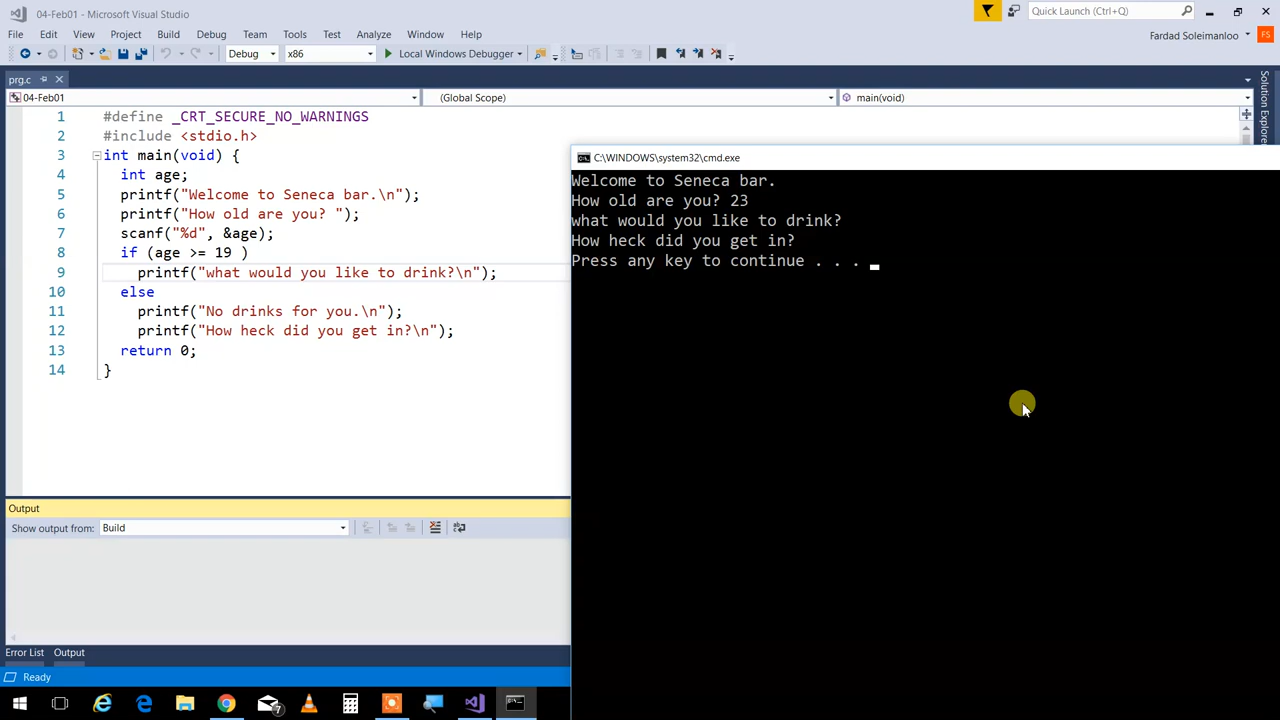 04-Feb01 - Microsoft Visual Studio
Quick Launch (Ctrl+Q)
File Edit View Project Build Debug Team Tools Test Analyze Window Help
Fardad Soleimanloo FS
Debug x86 Local Windows Debugger
prg.c
04-Feb01 (Global Scope) main(void)
Solution Explorer
1 #define _CRT_SECURE_NO_WARNINGS
2 #include <stdio.h>
3 int main(void) {
4 int age;
5 printf("Welcome to Seneca bar.\n");
6 printf("How old are you? ");
7 scanf("%d", &age);
8 if (age >= 19 )
9 printf("what would you like to drink?\n");
10 else
11 printf("No drinks for you.\n");
12 printf("How heck did you get in?\n");
13 return 0;
14 }
C:\WINDOWS\system32\cmd.exe
Welcome to Seneca bar.
How old are you? 23
what would you like to drink?
How heck did you get in?
Press any key to continue . . .
Output
Show output from: Build
Error List Output
Ready
7